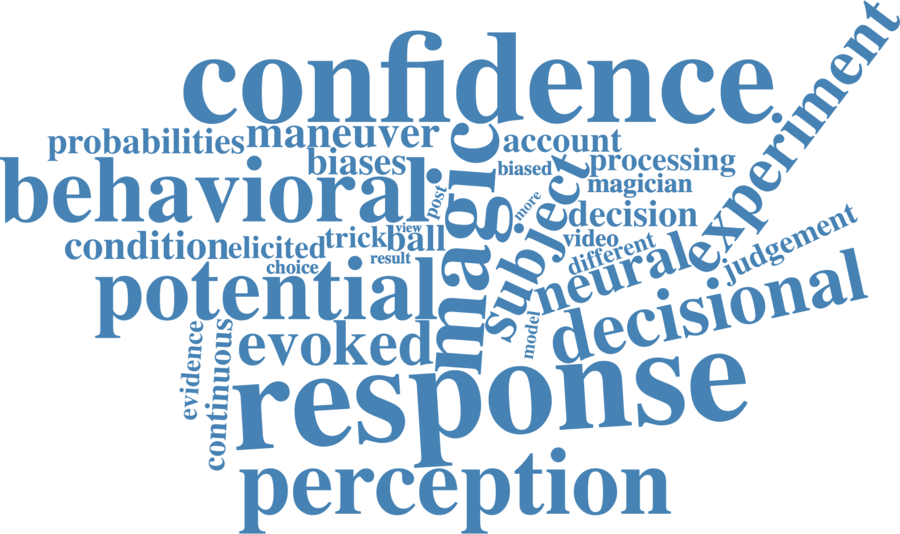 confidence
experiment
probabilities
maneuver
account
magic
biases
biased
processing
behavioral
magician
post
more
subject
decision
condition
elicited
trick
view
ball
video
different
judgement
choice
result
neural
potential
model
decisional
evoked
evidence
continuous
response
perception